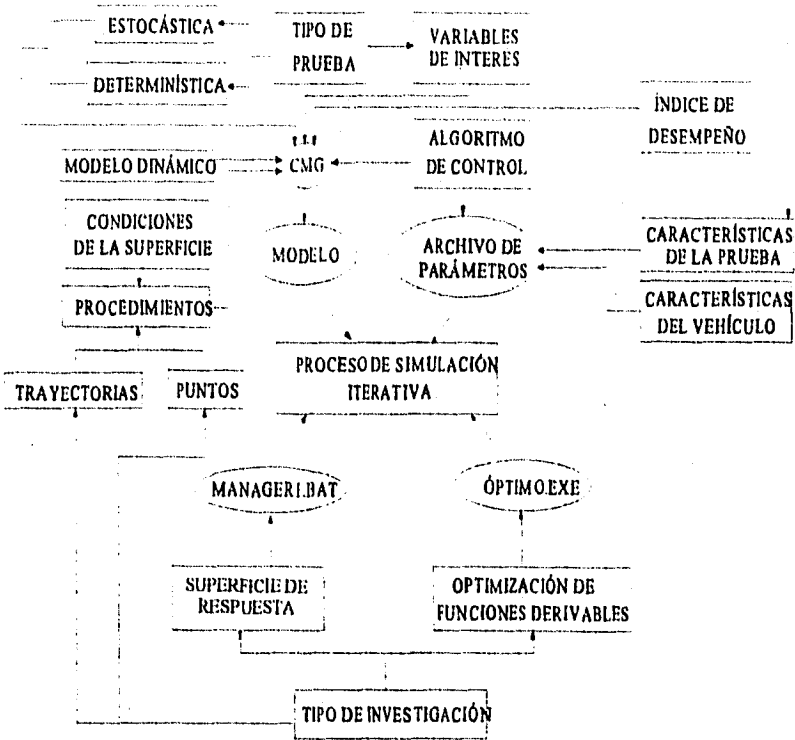 ESTOCÁSTICA
TIPO DE
PRUEBA
VARIABLES
DE INTERES
DETERMINÍSTICA
ÍNDICE DE
DESEMPEÑO
MODELO DINÁMICO
CMG
ALGORITMO
DE CONTROL
CONDICIONES
DE LA SUPERFICIE
MODELO
ARCHIVO DE
PARÁMETROS
CARACTERÍSTICAS
DE LA PRUEBA
PROCEDIMIENTOS
CARACTERÍSTICAS
DEL VEHÍCULO
TRAYECTORIAS
PUNTOS
PROCESO DE SIMULACIÓN
ITERATIVA
MANAGER1.BAT
ÓPTIMO.EXE
SUPERFICIE DE
RESPUESTA
OPTIMIZACIÓN DE
FUNCIONES DERIVABLES
TIPO DE INVESTIGACIÓN